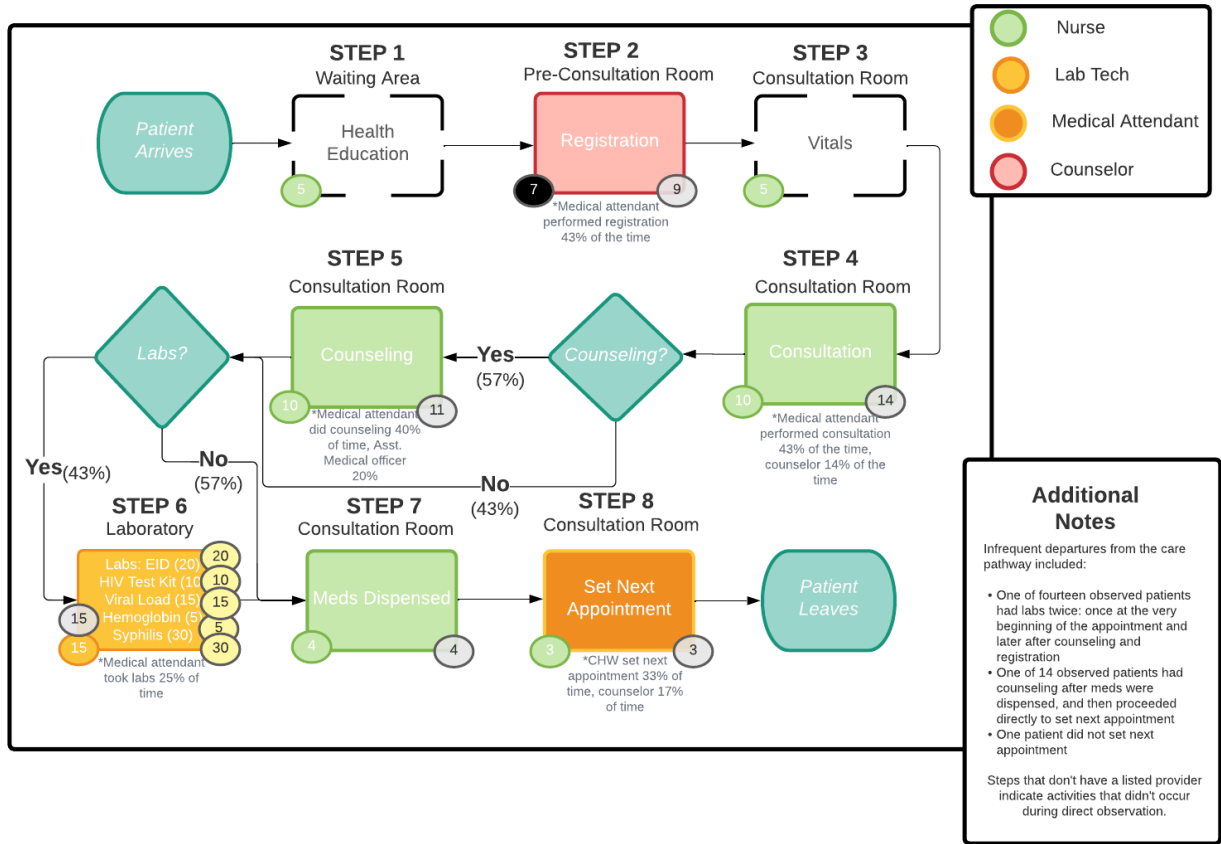 Nurse
Lab Tech
Medical Attendant
Counselor
STEP 1
Waiting Area
STEP 2
Pre-Consultation Room
STEP 3
Consultation Room
Patient
Arrives
Health
Education
5
Registration
7
9
*Medical attendant
performed registration
43% of the time
Vitals
5
STEP 4
Consultation Room
Consultation
10
14
*Medical attendant
performed consultation
43% of the time,
counselor 14% of the
time
Counseling?
Yes
(57%)
No
(43%)
STEP 5
Consultation Room
Counseling
10
11
*Medical attendant
did counseling 40%
of time, Asst.
Medical officer
20%
Labs?
Yes(43%)
No
(57%)
STEP 6
Laboratory
Labs: EID (20)
HIV Test Kit (10
Viral Load (15)
Hemoglobin (5)
Syphilis (30)
20
10
15
5
30
15
15
*Medical attendant
took labs 25% of
time
STEP 7
Consultation Room
Meds Dispensed
4
4
STEP 8
Consultation Room
Set Next
Appointment
3
3
*CHW set next
appointment 33% of
time, counselor 17%
of time
Patient
Leaves
Additional
Notes
Infrequent departures from the care
pathway included:
• One of fourteen observed patients
had labs twice: once at the very
beginning of the appointment and
later after counseling and
registration
• One of 14 observed patients had
counseling after meds were
dispensed, and then proceeded
directly to set next appointment
• One patient did not set next
appointment
Steps that don't have a listed provider
indicate activities that didn't occur
during direct observation.